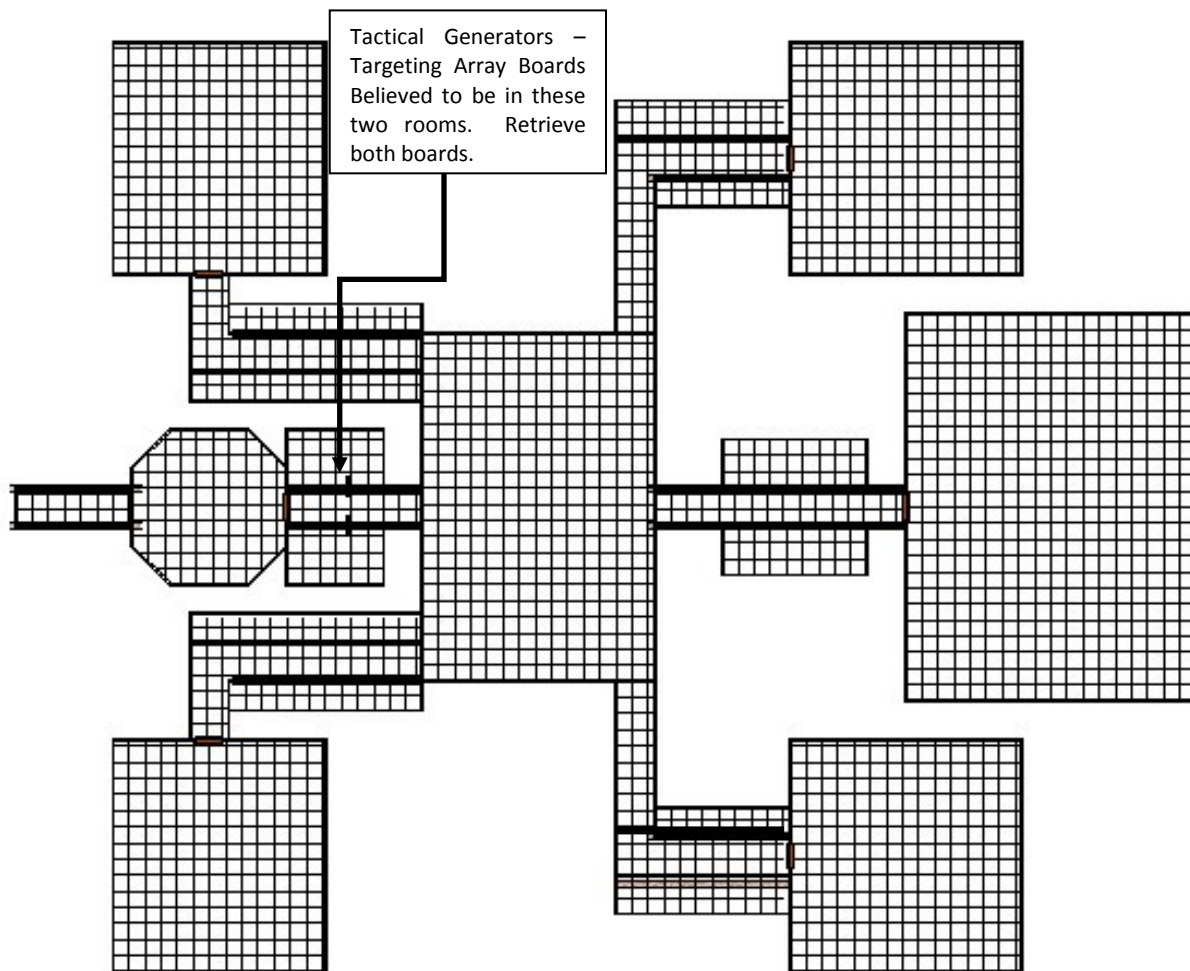 Tactical Generators –
Targeting Array Boards
Believed to be in these
two rooms. Retrieve
both boards.